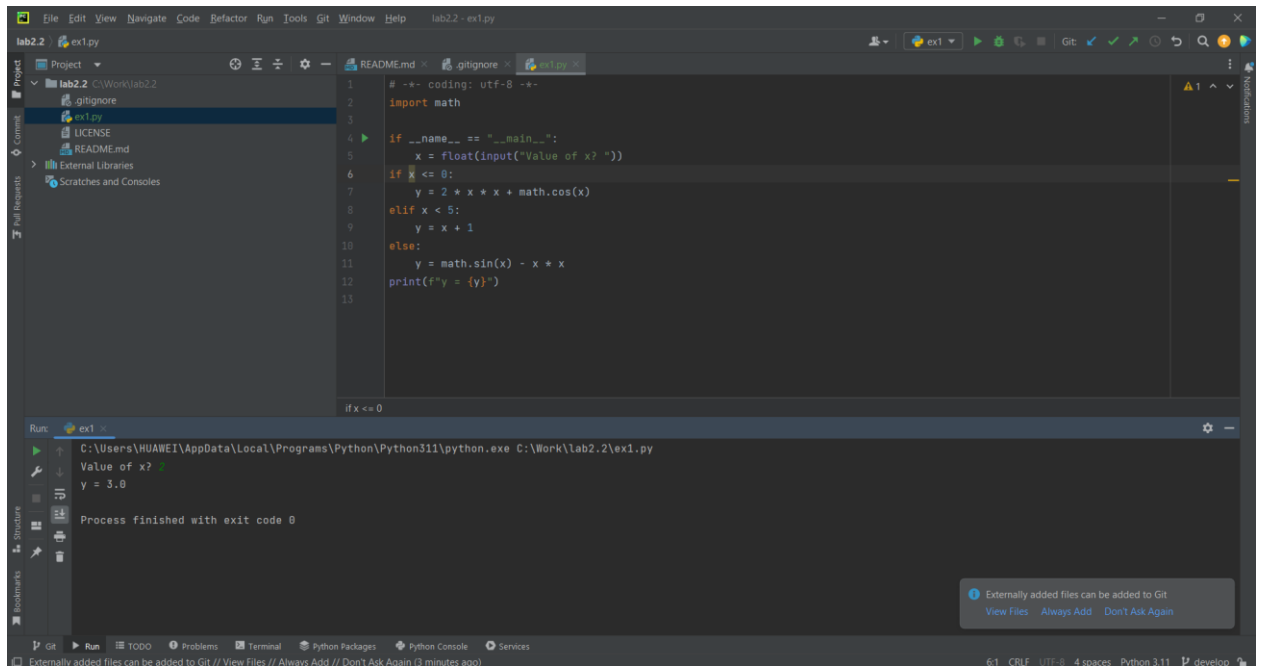 File Edit View Navigate Code Refactor Run Tools Git Window Help lab2.2 - ex1.py
lab2.2 ex1.py
ex1 Git:
Project
README.md .gitignore ex1.py
lab2.2 C:\Work\lab2.2
.gitignore
ex1.py
LICENSE
README.md
External Libraries
Scratches and Consoles
1 # -*- coding: utf-8 -*-
2 import math
3
4 if __name__ == "__main__":
5 x = float(input("Value of x? "))
6 if x <= 0:
7 y = 2 * x * x + math.cos(x)
8 elif x < 5:
9 y = x + 1
10 else:
11 y = math.sin(x) - x * x
12 print(f"y = {y}")
13
1
if x <= 0
Project
Commit
Pull Requests
Notifications
Run: ex1
C:\Users\HUAWEI\AppData\Local\Programs\Python\Python311\python.exe C:\Work\lab2.2\ex1.py
Value of x? 2
y = 3.0
Process finished with exit code 0
Structure
Bookmarks
Externally added files can be added to Git
View Files Always Add Don't Ask Again
Git Run TODO Problems Terminal Python Packages Python Console Services
Externally added files can be added to Git // View Files // Always Add // Don't Ask Again (3 minutes ago)
6:1 CRLF UTF-8 4 spaces Python 3.11 develop